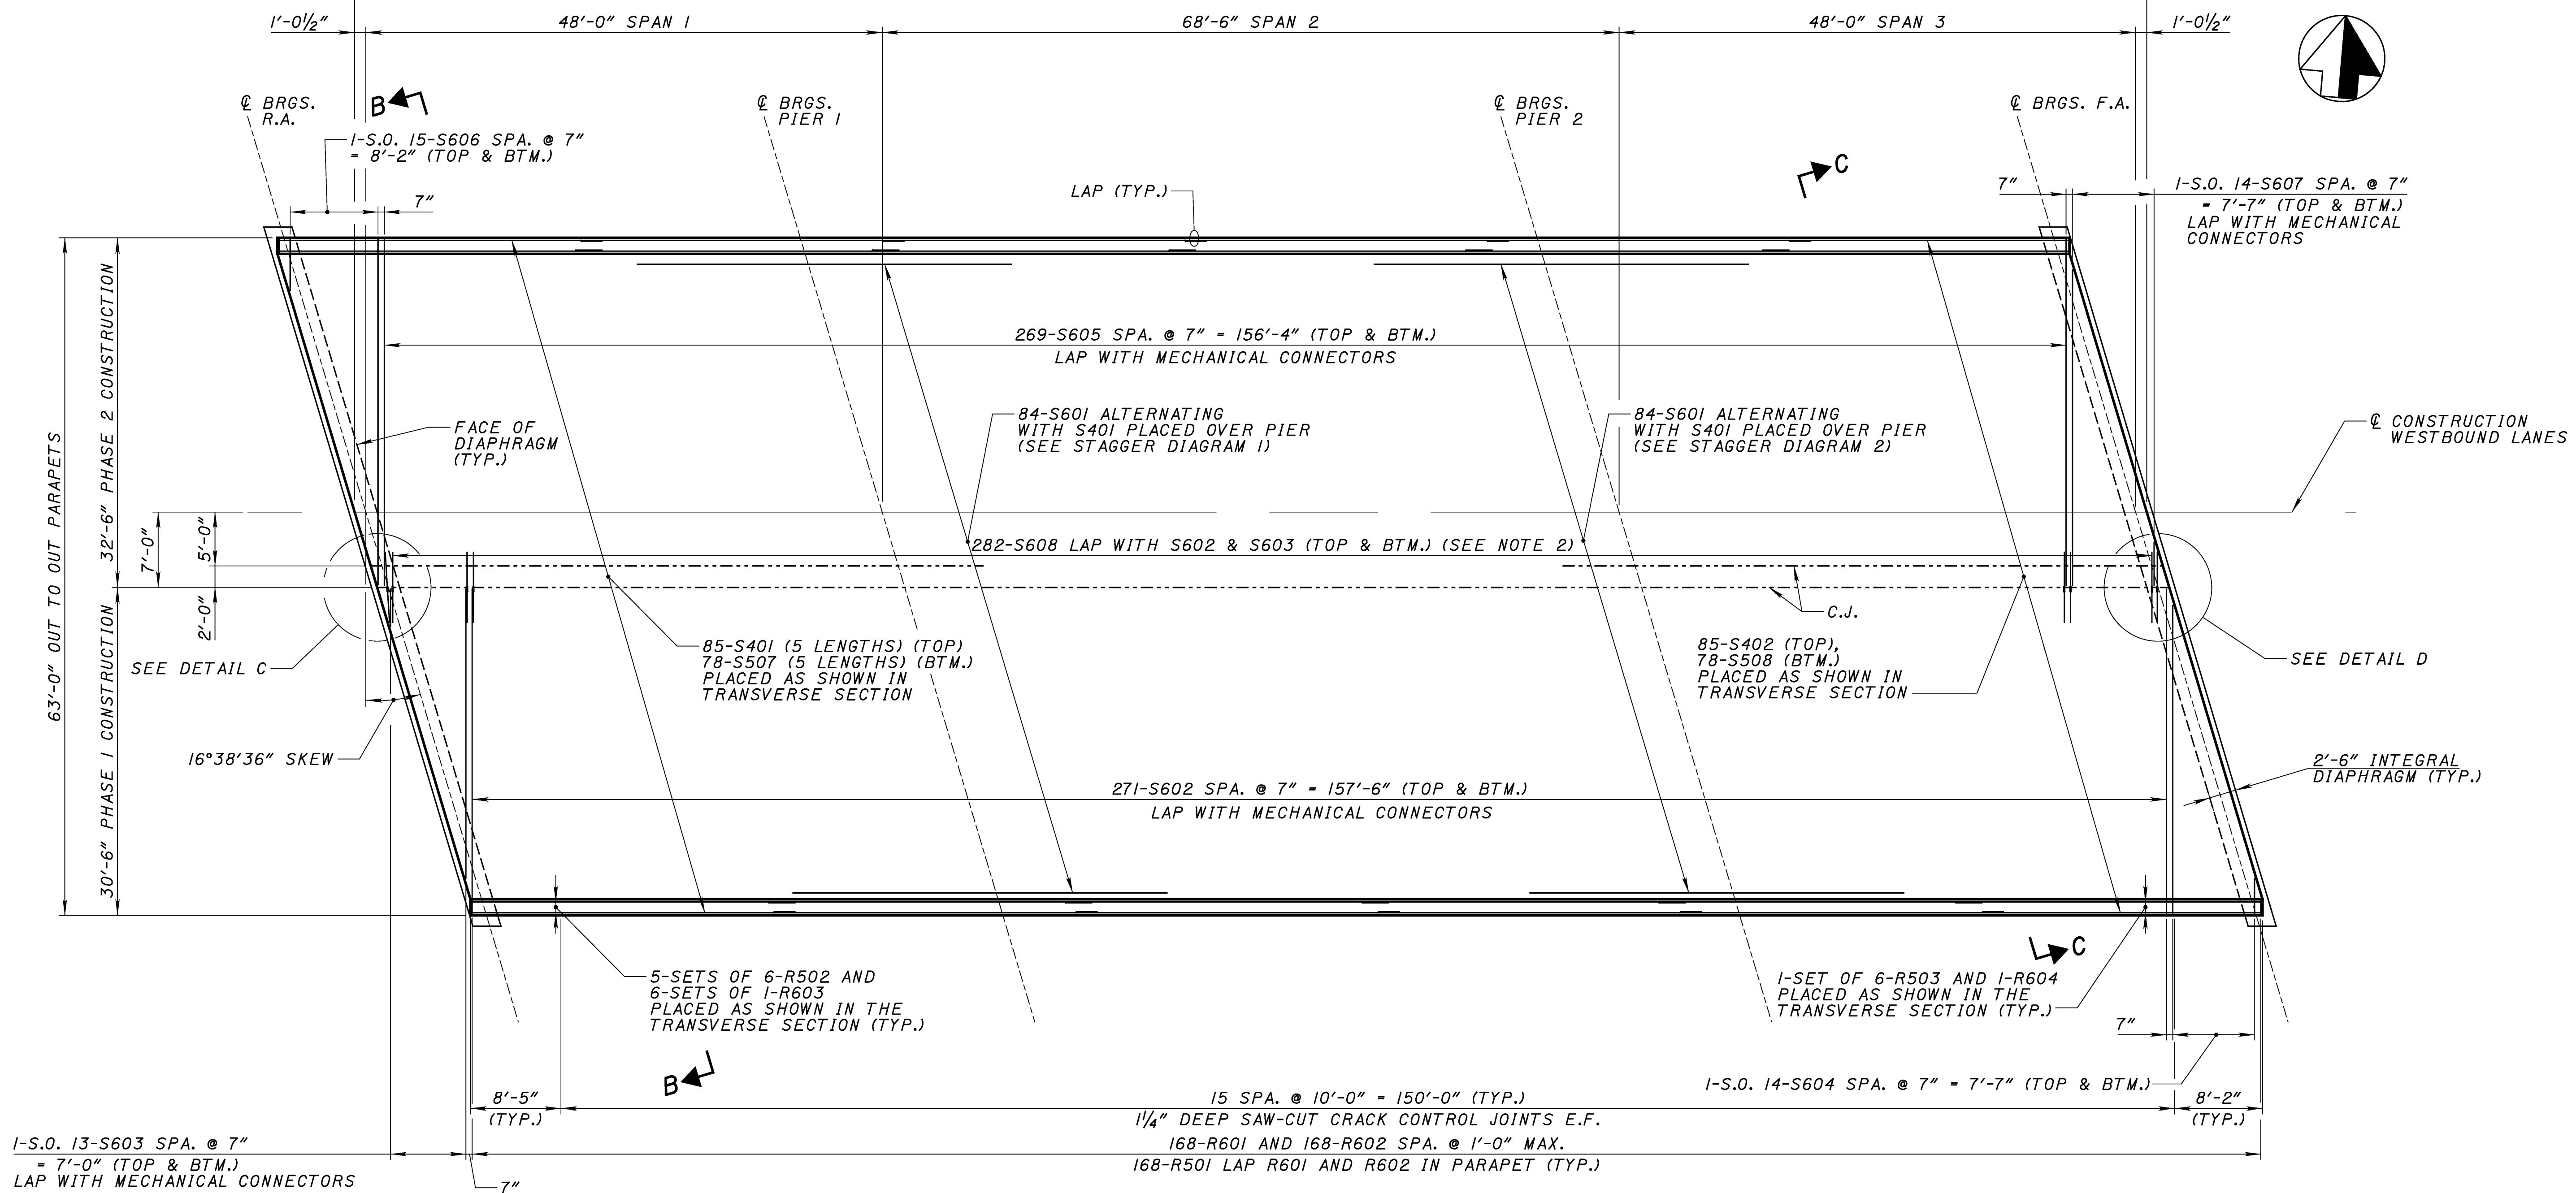 1'-0½"
48'-0" SPAN 1
68'-6" SPAN 2
48'-0" SPAN 3
1'-0½"
℄ BRGS.
R.A.
B
℄ BRGS.
PIER 1
℄ BRGS.
PIER 2
℄ BRGS. F.A.
1-S.O. 15-S606 SPA. @ 7"
= 8'-2" (TOP & BTM.)
7"
LAP (TYP.)
C
7"
1-S.O. 14-S607 SPA. @ 7"
= 7'-7" (TOP & BTM.)
LAP WITH MECHANICAL
CONNECTORS
63'-0" OUT TO OUT PARAPETS
32'-6" PHASE 2 CONSTRUCTION
30'-6" PHASE 1 CONSTRUCTION
7'-0"
5'-0"
2'-0"
269-S605 SPA. @ 7" = 156'-4" (TOP & BTM.)
LAP WITH MECHANICAL CONNECTORS
FACE OF
DIAPHRAGM
(TYP.)
84-S601 ALTERNATING
WITH S401 PLACED OVER PIER
(SEE STAGGER DIAGRAM 1)
84-S601 ALTERNATING
WITH S401 PLACED OVER PIER
(SEE STAGGER DIAGRAM 2)
℄ CONSTRUCTION
WESTBOUND LANES
282-S608 LAP WITH S602 & S603 (TOP & BTM.) (SEE NOTE 2)
C.J.
SEE DETAIL C
85-S401 (5 LENGTHS) (TOP)
78-S507 (5 LENGTHS) (BTM.)
PLACED AS SHOWN IN
TRANSVERSE SECTION
85-S402 (TOP),
78-S508 (BTM.)
PLACED AS SHOWN IN
TRANSVERSE SECTION
SEE DETAIL D
16°38'36" SKEW
2'-6" INTEGRAL
DIAPHRAGM (TYP.)
271-S602 SPA. @ 7" = 157'-6" (TOP & BTM.)
LAP WITH MECHANICAL CONNECTORS
5-SETS OF 6-R502 AND
6-SETS OF 1-R603
PLACED AS SHOWN IN THE
TRANSVERSE SECTION (TYP.)
C
1-SET OF 6-R503 AND 1-R604
PLACED AS SHOWN IN THE
TRANSVERSE SECTION (TYP.)
7"
B
1-S.O. 14-S604 SPA. @ 7" = 7'-7" (TOP & BTM.)
8'-5"
(TYP.)
15 SPA. @ 10'-0" = 150'-0" (TYP.)
1¼" DEEP SAW-CUT CRACK CONTROL JOINTS E.F.
8'-2"
(TYP.)
1-S.O. 13-S603 SPA. @ 7"
= 7'-0" (TOP & BTM.)
LAP WITH MECHANICAL CONNECTORS
168-R601 AND 168-R602 SPA. @ 1'-0" MAX.
168-R501 LAP R601 AND R602 IN PARAPET (TYP.)
7"